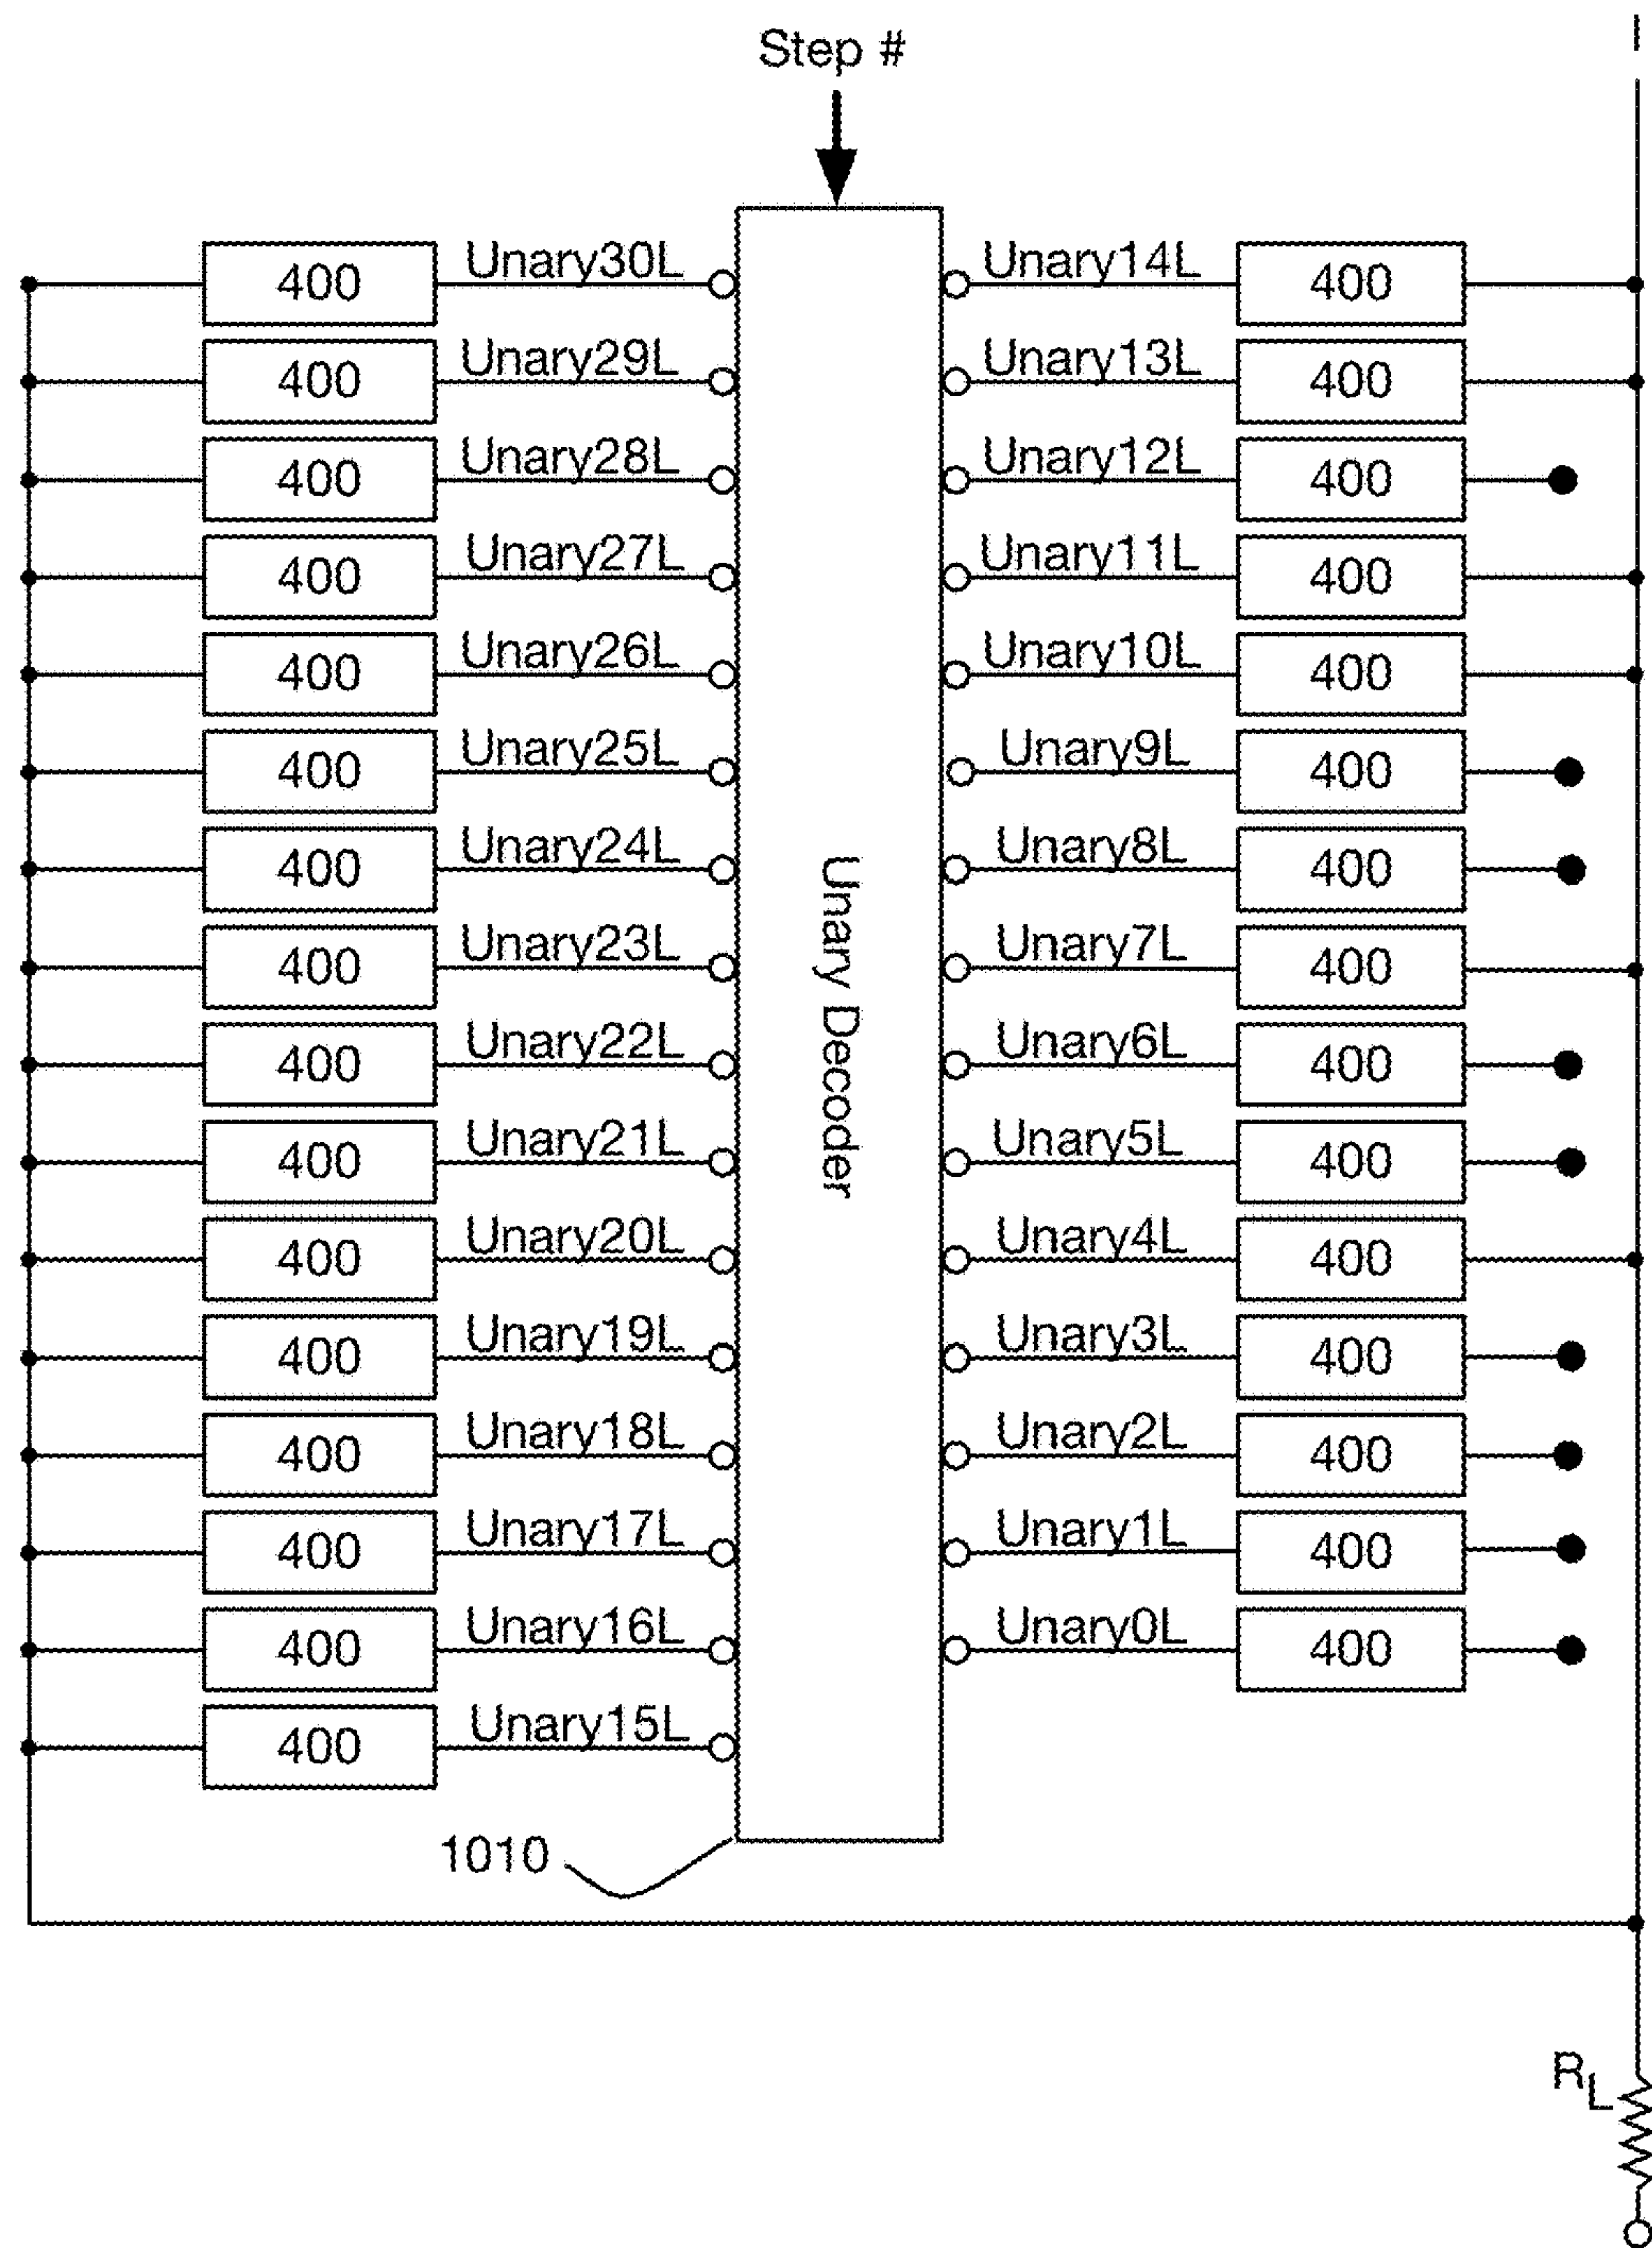 Step #
400 Unary30L Unary14L 400
400 Unary29L Unary13L 400
400 Unary28L Unary12L 400
400 Unary27L Unary11L 400
400 Unary26L Unary10L 400
400 Unary25L Unary9L 400
400 Unary24L Unary8L 400
400 Unary23L Unary7L 400
400 Unary22L Unary6L 400
400 Unary21L Unary5L 400
400 Unary20L Unary4L 400
400 Unary19L Unary3L 400
400 Unary18L Unary2L 400
400 Unary17L Unary1L 400
400 Unary16L Unary0L 400
400 Unary15L
Unary Decoder
1010
RL